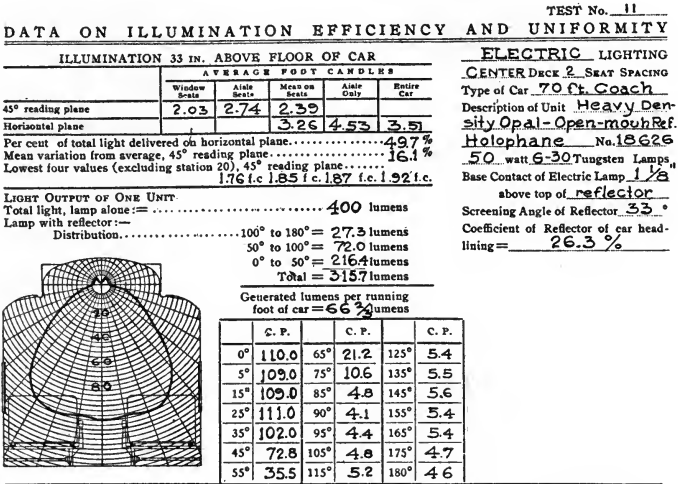 TEST No. 11
DATA ON ILLUMINATION EFFICIENCY AND UNIFORMITY
ILLUMINATION 33 IN. ABOVE FLOOR OF CAR
AVERAGE FOOT CANDLES
Window Seats Aisle Seats Mean on Seats Aisle Only Entire Car
45° reading plane 2.03 2.74 2.39
Horizontal plane 3.26 4.53 3.51
Per cent of total light delivered on horizontal plane 49.7 %
Mean variation from average, 45° reading plane 16.1 %
Lowest four values (excluding station 20), 45° reading plane
1.76 f.c 1.85 f c. 1.87 f.c. 1.92 f.c.
LIGHT OUTPUT OF ONE UNIT
Total light, lamp alone:= 400 lumens
Lamp with reflector:—
Distribution 100° to 180° = 27.3 lumens
50° to 100° = 72.0 lumens
0° to 50° = 216.4 lumens
Total = 315.7 lumens
Generated lumens per running
foot of car = 66 2/3 lumens
20
40
60
80
C. P. C. P. C. P.
0° 110.0 65° 21.2 125° 5.4
5° 109.0 75° 10.6 135° 5.5
15° 109.0 85° 4.8 145° 5.6
25° 111.0 90° 4.1 155° 5.4
35° 102.0 95° 4.4 165° 5.4
45° 72.8 105° 4.8 175° 4.7
55° 35.5 115° 5.2 180° 4 6
ELECTRIC LIGHTING
CENTER DECK 2 SEAT SPACING
Type of Car 70 ft. Coach
Description of Unit Heavy Den-
sity Opal-Open-mouh Ref.
Holophane No. 18626
50 watt G-30 Tungsten Lamps
Base Contact of Electric Lamp 1 1/8"
above top of reflector
Screening Angle of Reflector 33 °
Coefficient of Reflector of car head-
lining = 26.3 %